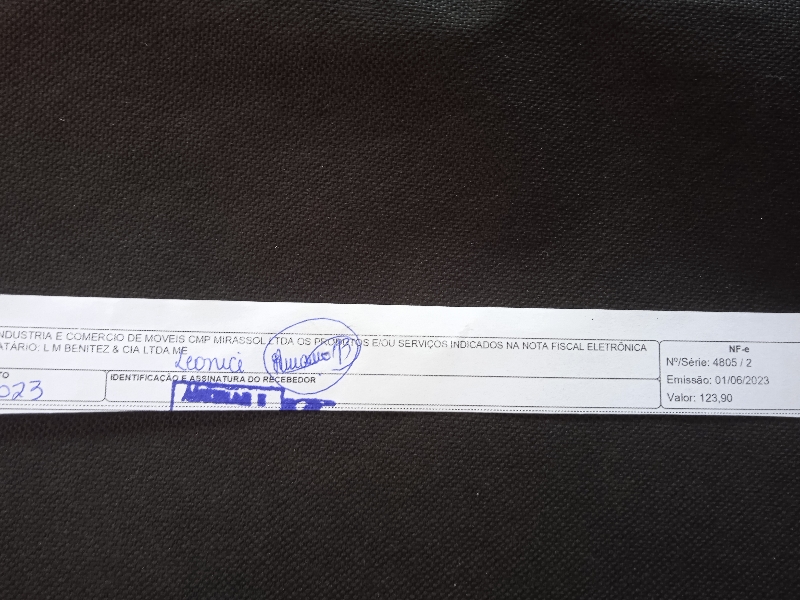 NDUSTRIA E COMERCIO DE MOVEIS CMP MIRASSOL LTDA OS PRODUTOS E/OU SERVIÇOS INDICADOS NA NOTA FISCAL ELETRÔNICA
ATÁRIO: L M BENITEZ & CIA LTDA ME
Leonici
TO
023
IDENTIFICAÇÃO E ASSINATURA DO RECEBEDOR
NF-e
Nº/Série: 4805 / 2
Emissão: 01/06/2023
Valor: 123,90